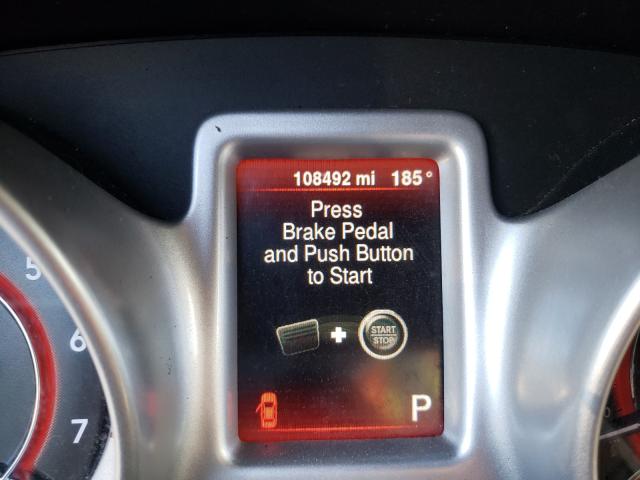 108492 mi 185°
Press
Brake Pedal
and Push Button
to Start
START
STOP
P
5
6
7